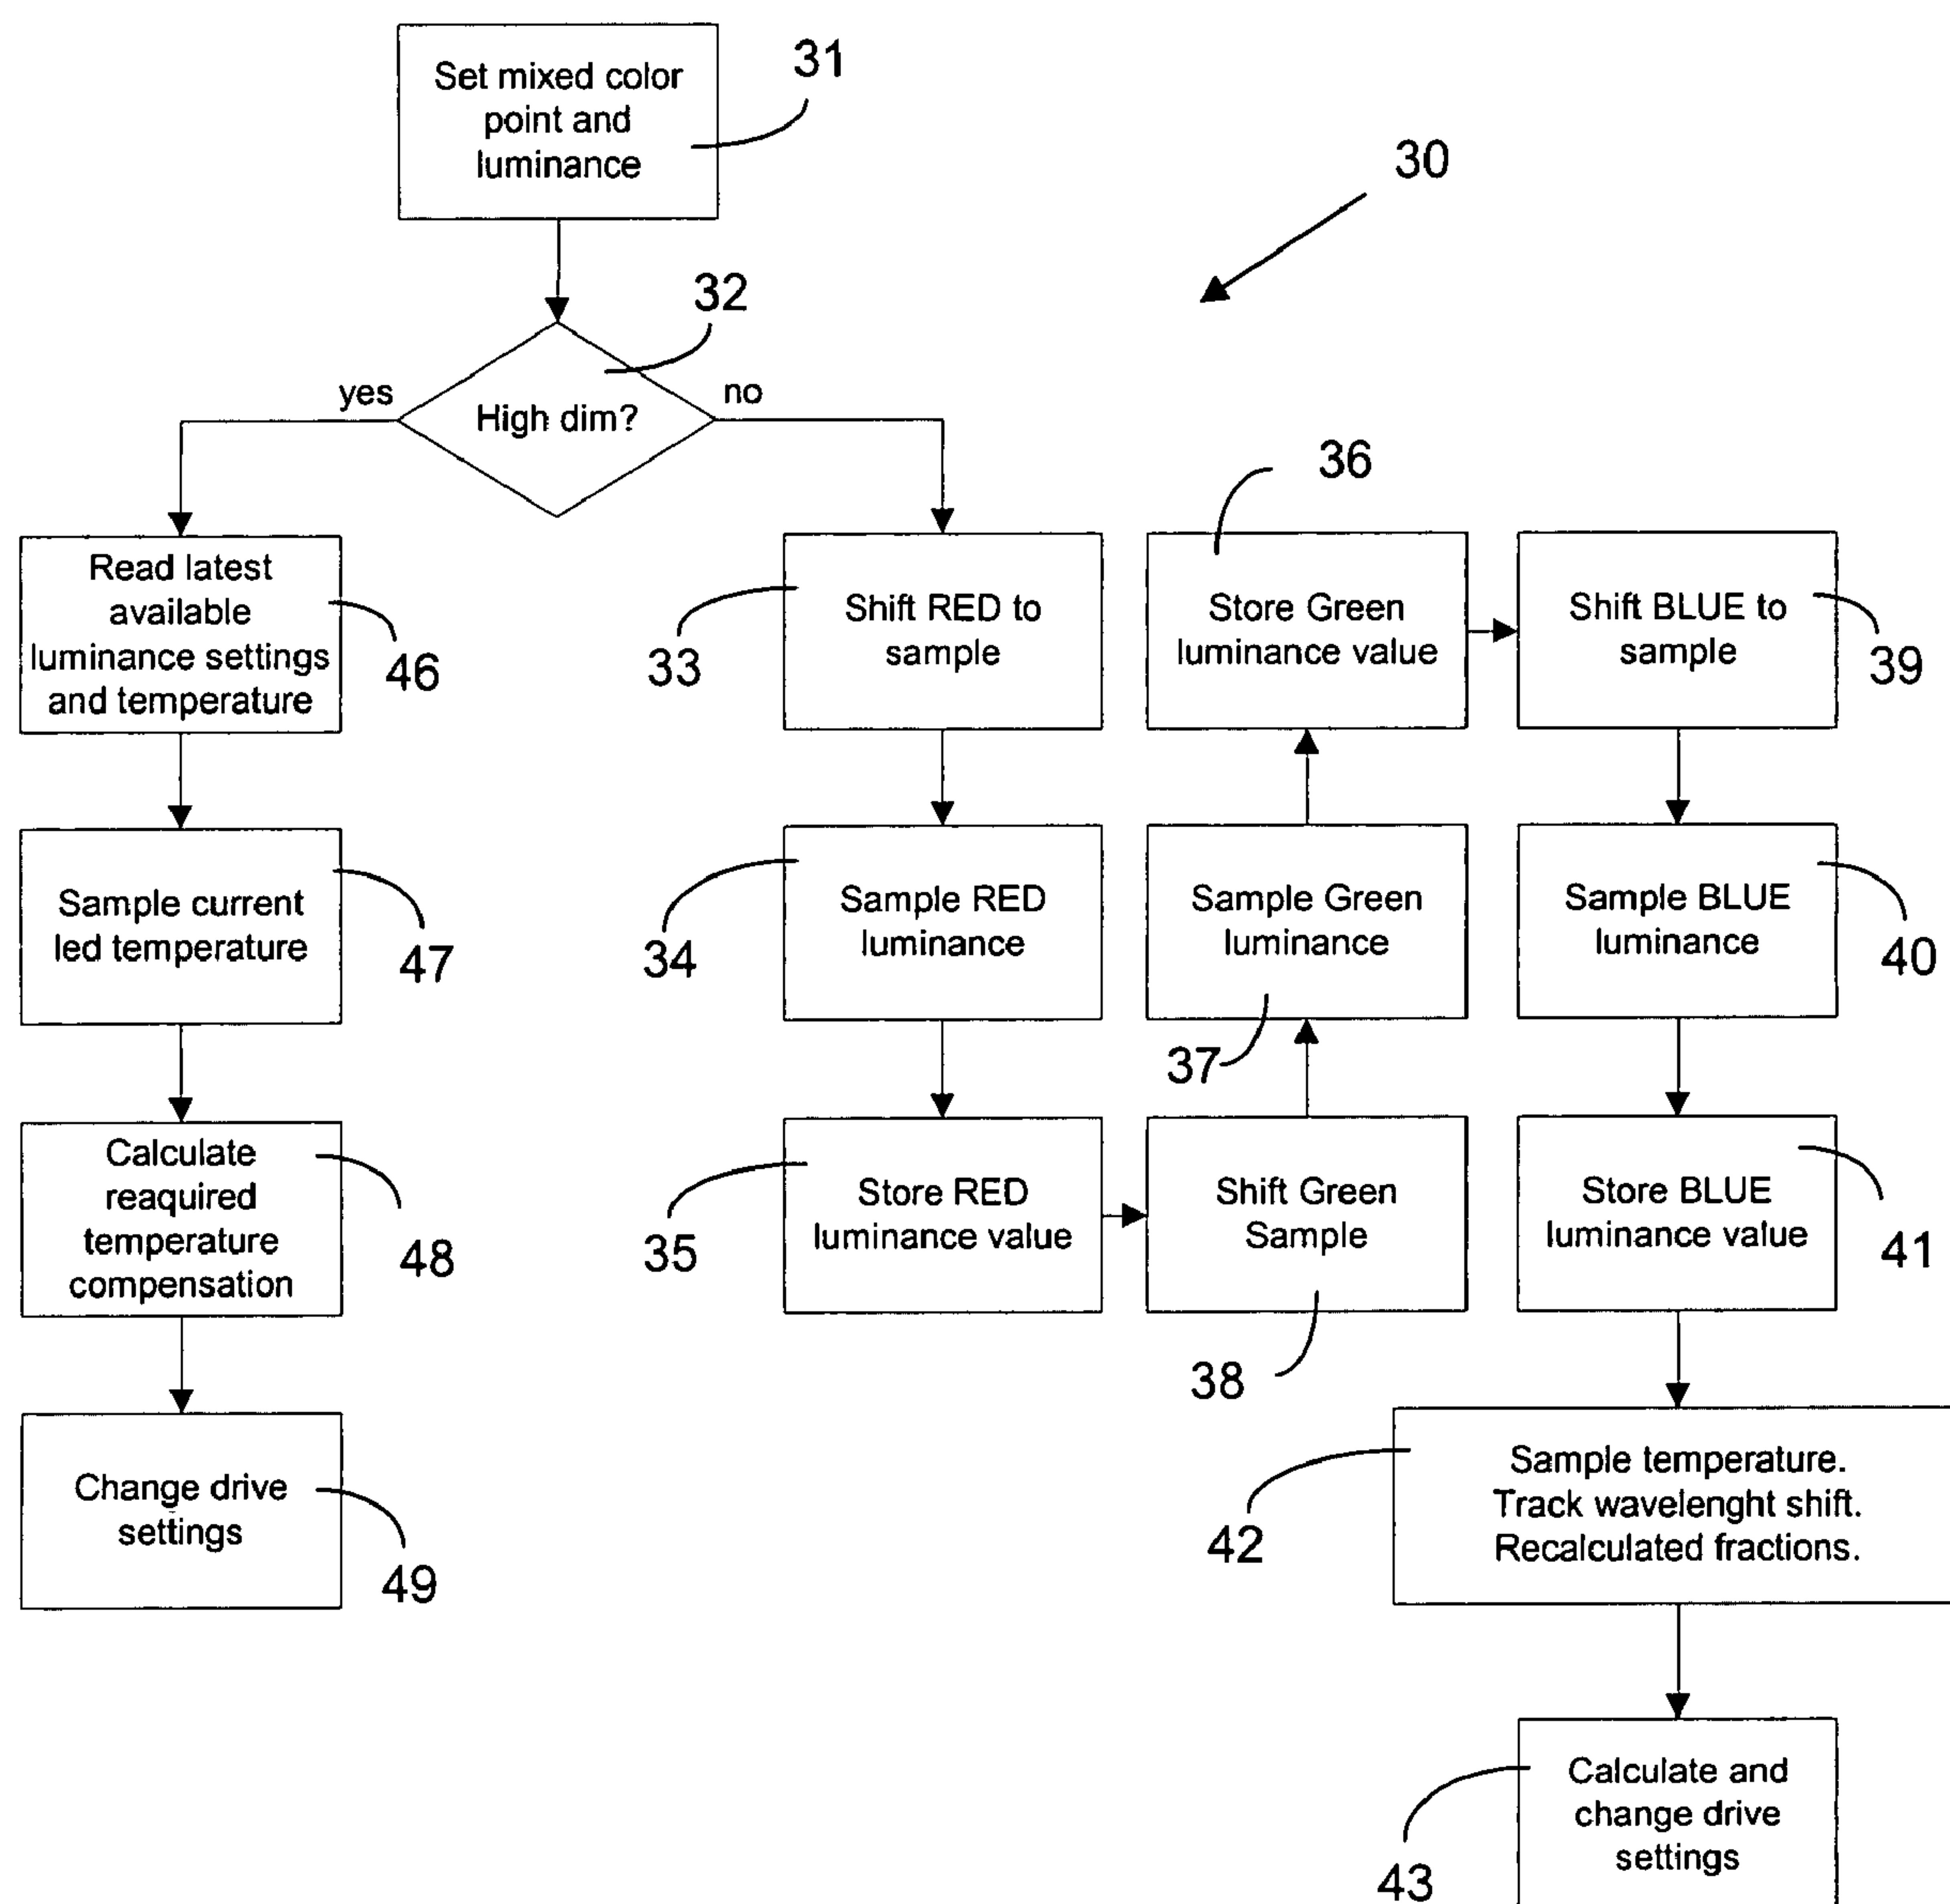 Set mixed color
point and
luminance
31
30
32
yes
High dim?
no
Read latest
available
luminance settings
and temperature
46
Sample current
led temperature
47
Calculate
reaquired
temperature
compensation
48
Change drive
settings
49
Shift RED to
sample
33
Sample RED
luminance
34
Store RED
luminance value
35
Shift Green
Sample
38
Sample Green
luminance
37
Store Green
luminance value
36
Shift BLUE to
sample
39
Sample BLUE
luminance
40
Store BLUE
luminance value
41
Sample temperature.
Track wavelenght shift.
Recalculated fractions.
42
Calculate and
change drive
settings
43